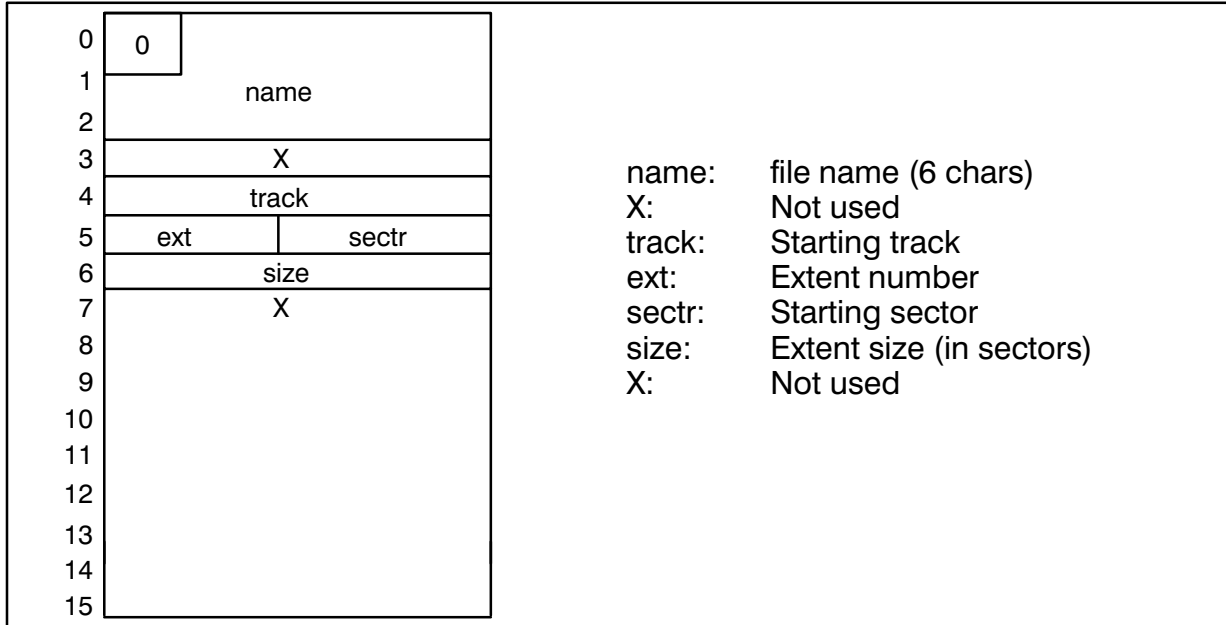 0 0
1
name
2
3 X
4 track
5 ext sectr
6 size
7 X
8
9
10
11
12
13
14
15
name: file name (6 chars)
X: Not used
track: Starting track
ext: Extent number
sectr: Starting sector
size: Extent size (in sectors)
X: Not used